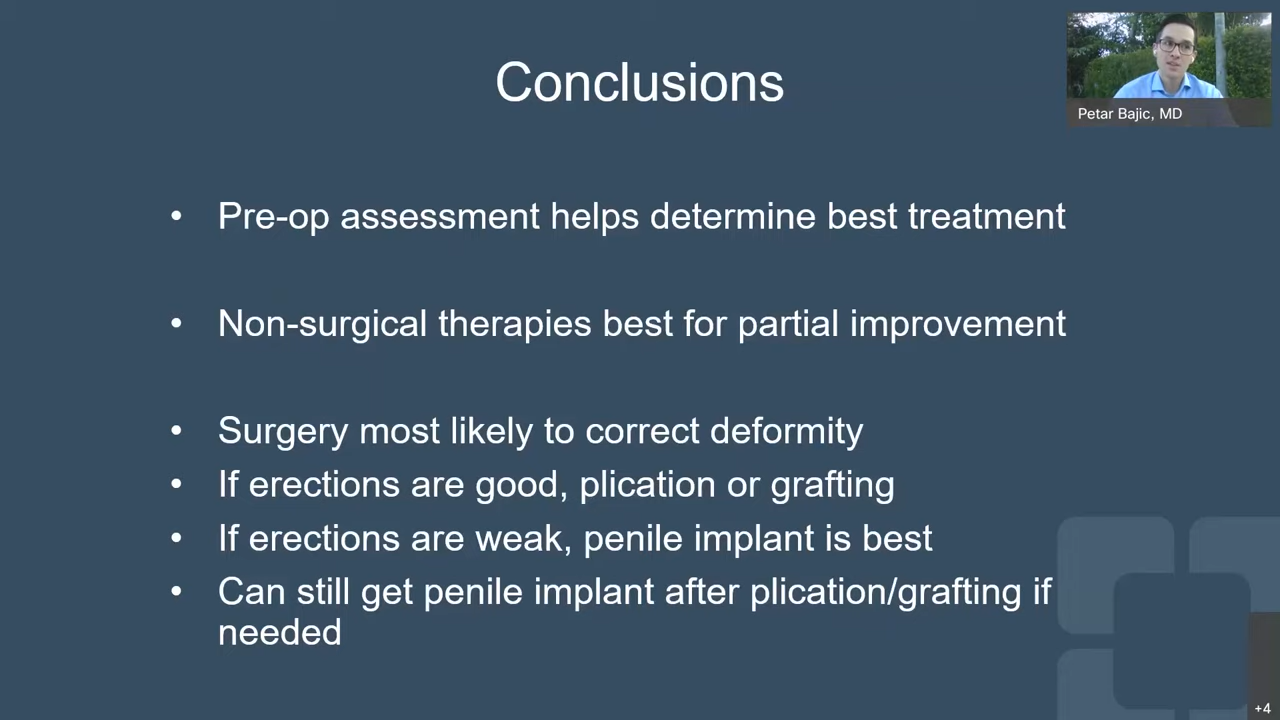 Conclusions
Petar Bajic, MD
• Pre-op assessment helps determine best treatment
• Non-surgical therapies best for partial improvement
• Surgery most likely to correct deformity
• If erections are good, plication or grafting
• If erections are weak, penile implant is best
• Can still get penile implant after plication/grafting if
needed
+4